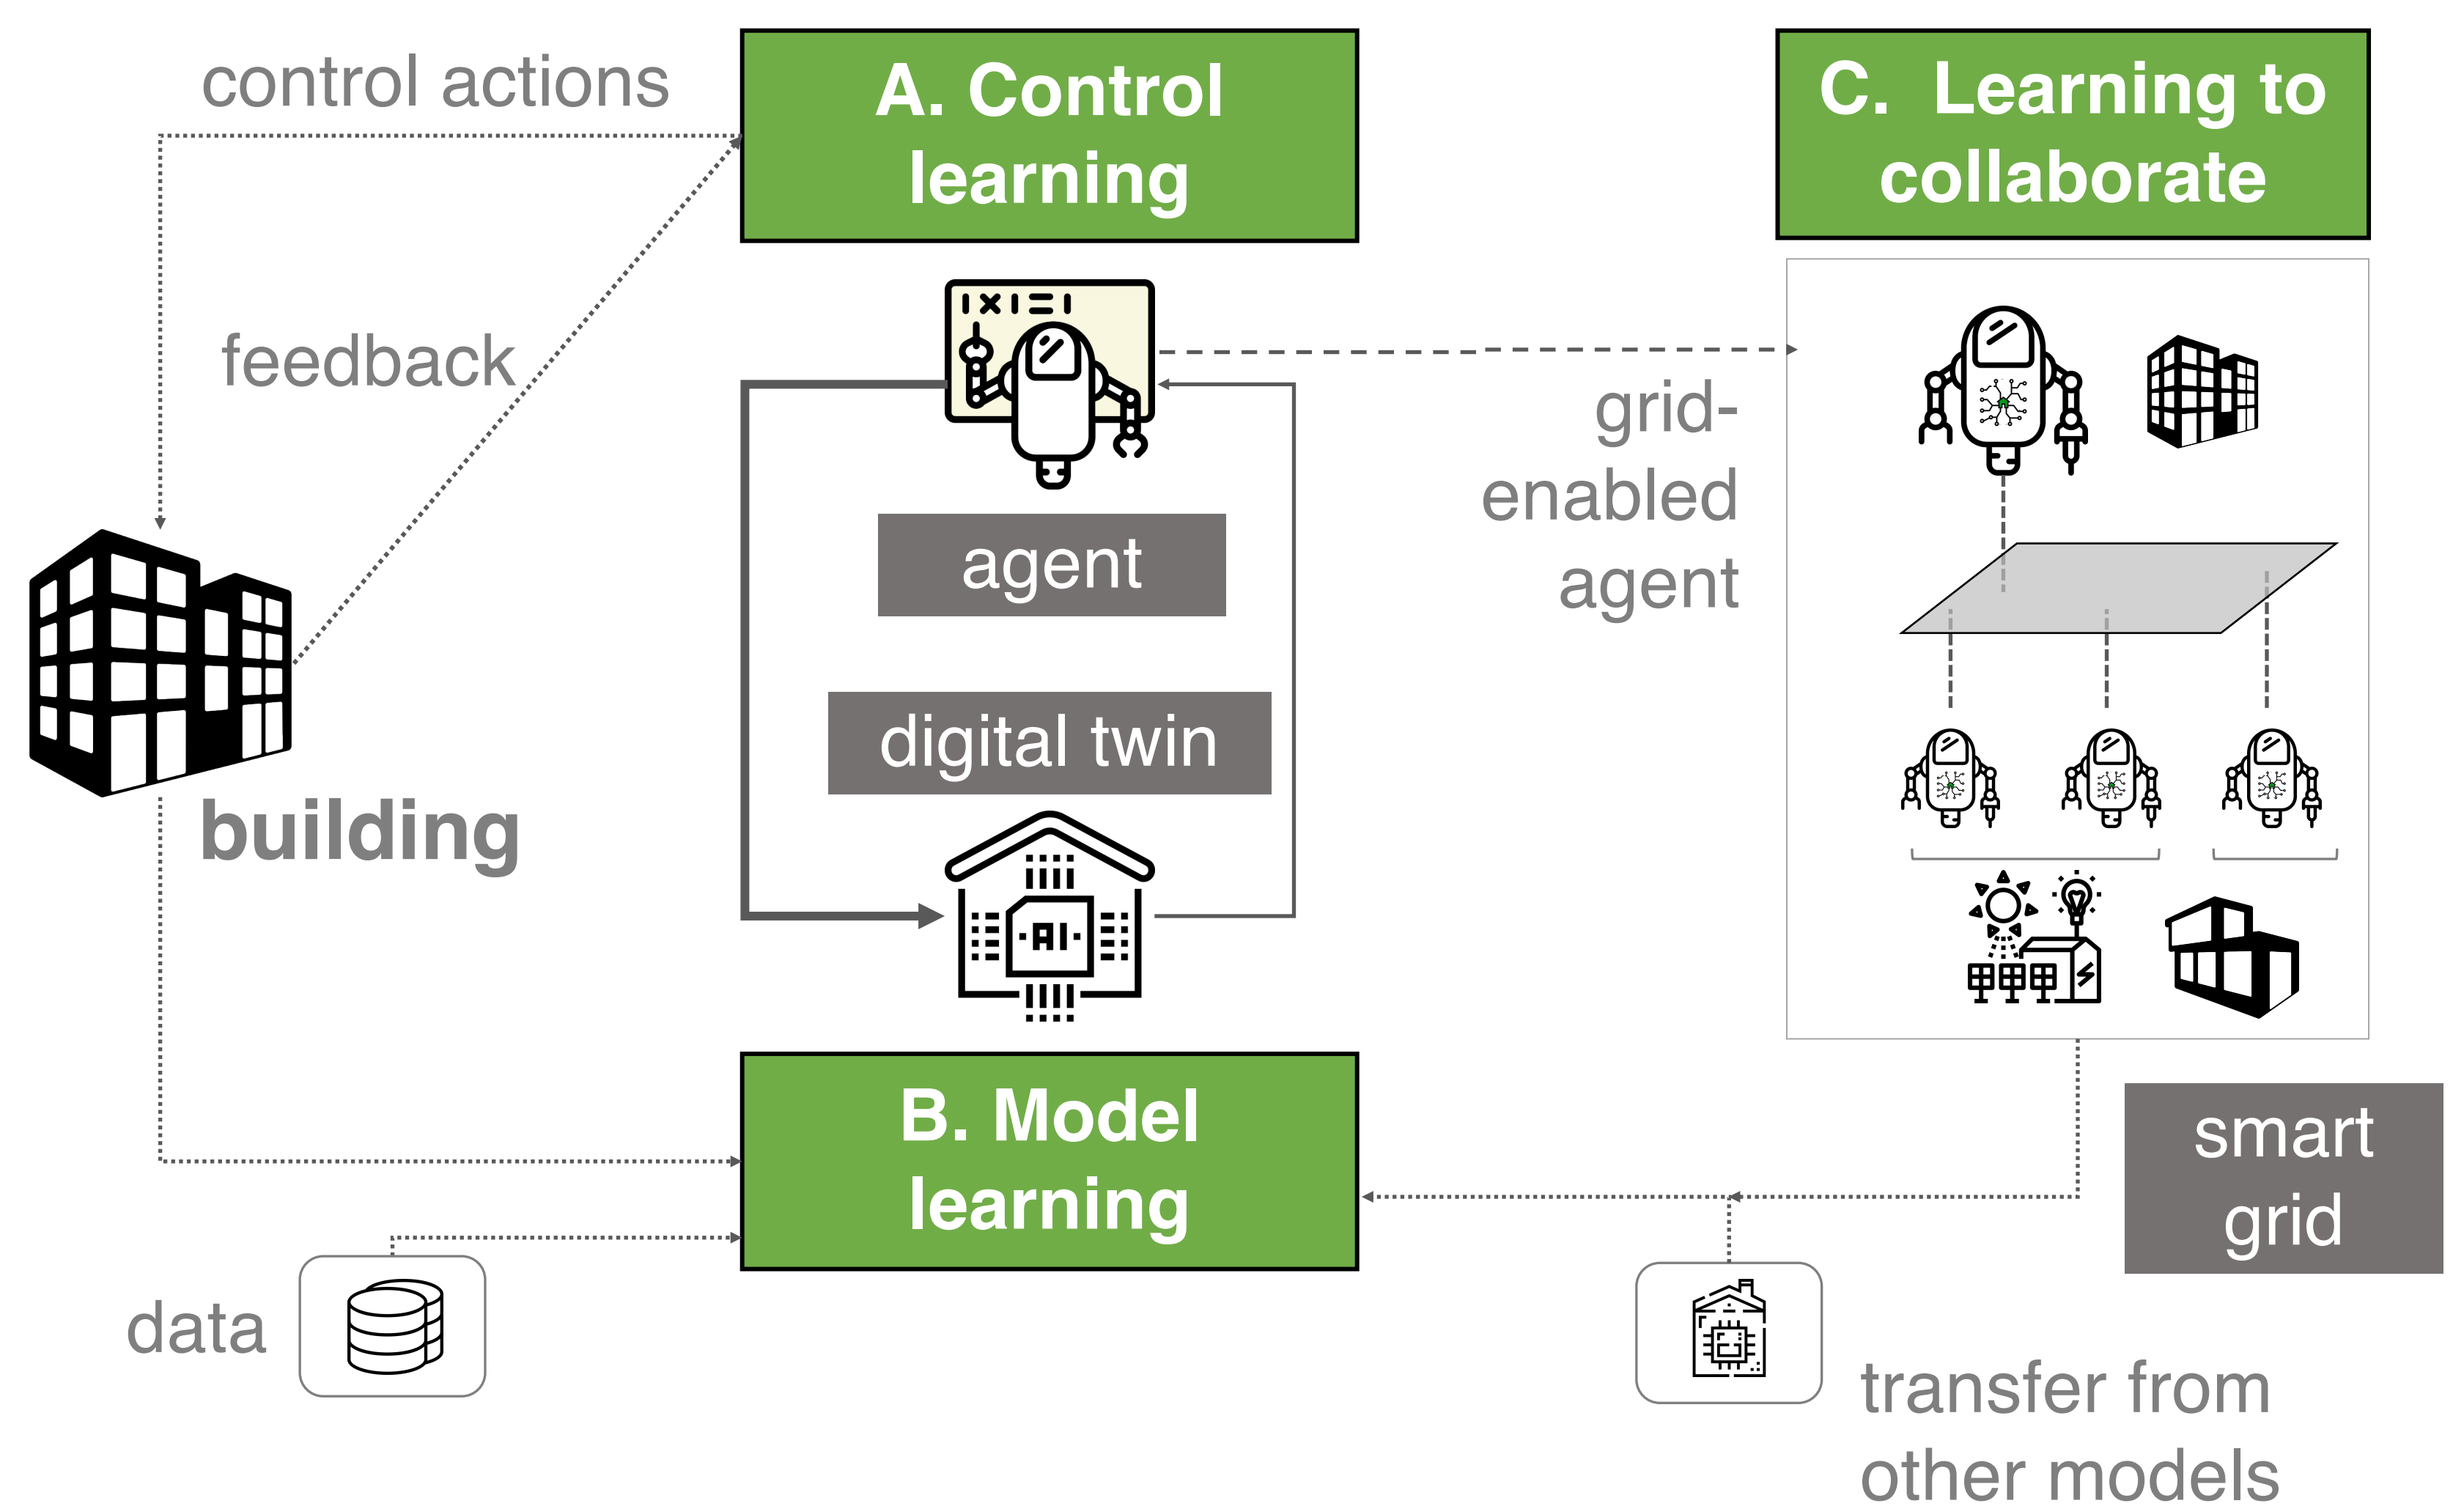 control actions
A. Control
learning
C. Learning to
collaborate
feedback
grid-
enabled
agent
agent
digital twin
building
AI
B. Model
learning
smart
grid
data
transfer from
other models